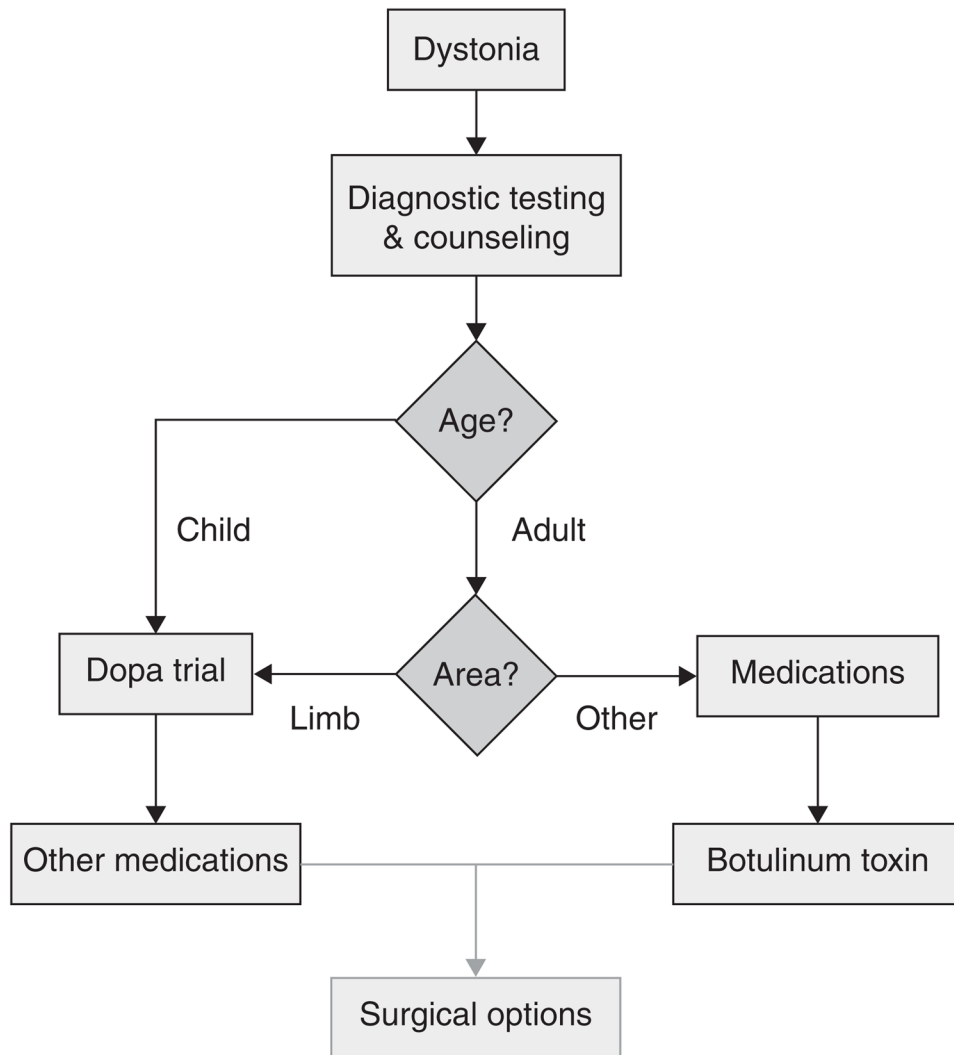 Dystonia
Diagnostic testing
& counseling
Age?
Child
Adult
Dopa trial
Area?
Medications
Limb
Other
Other medications
Botulinum toxin
Surgical options